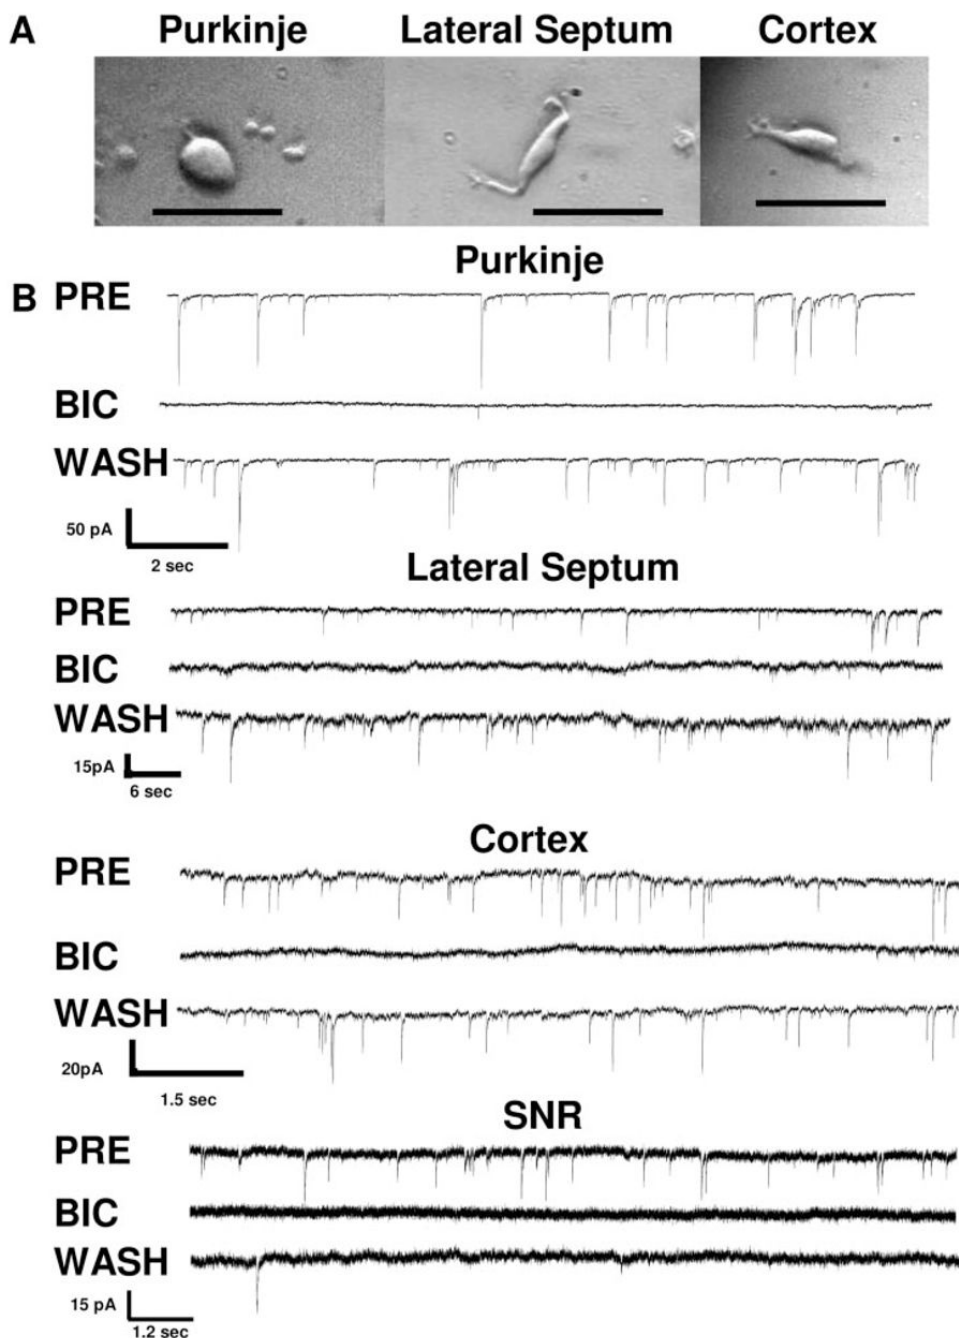 A Purkinje Lateral Septum Cortex
Purkinje
B PRE
BIC
WASH
50 pA
2 sec
Lateral Septum
PRE
BIC
WASH
15pA
6 sec
Cortex
PRE
BIC
WASH
20pA
1.5 sec
SNR
PRE
BIC
WASH
15 pA
1.2 sec